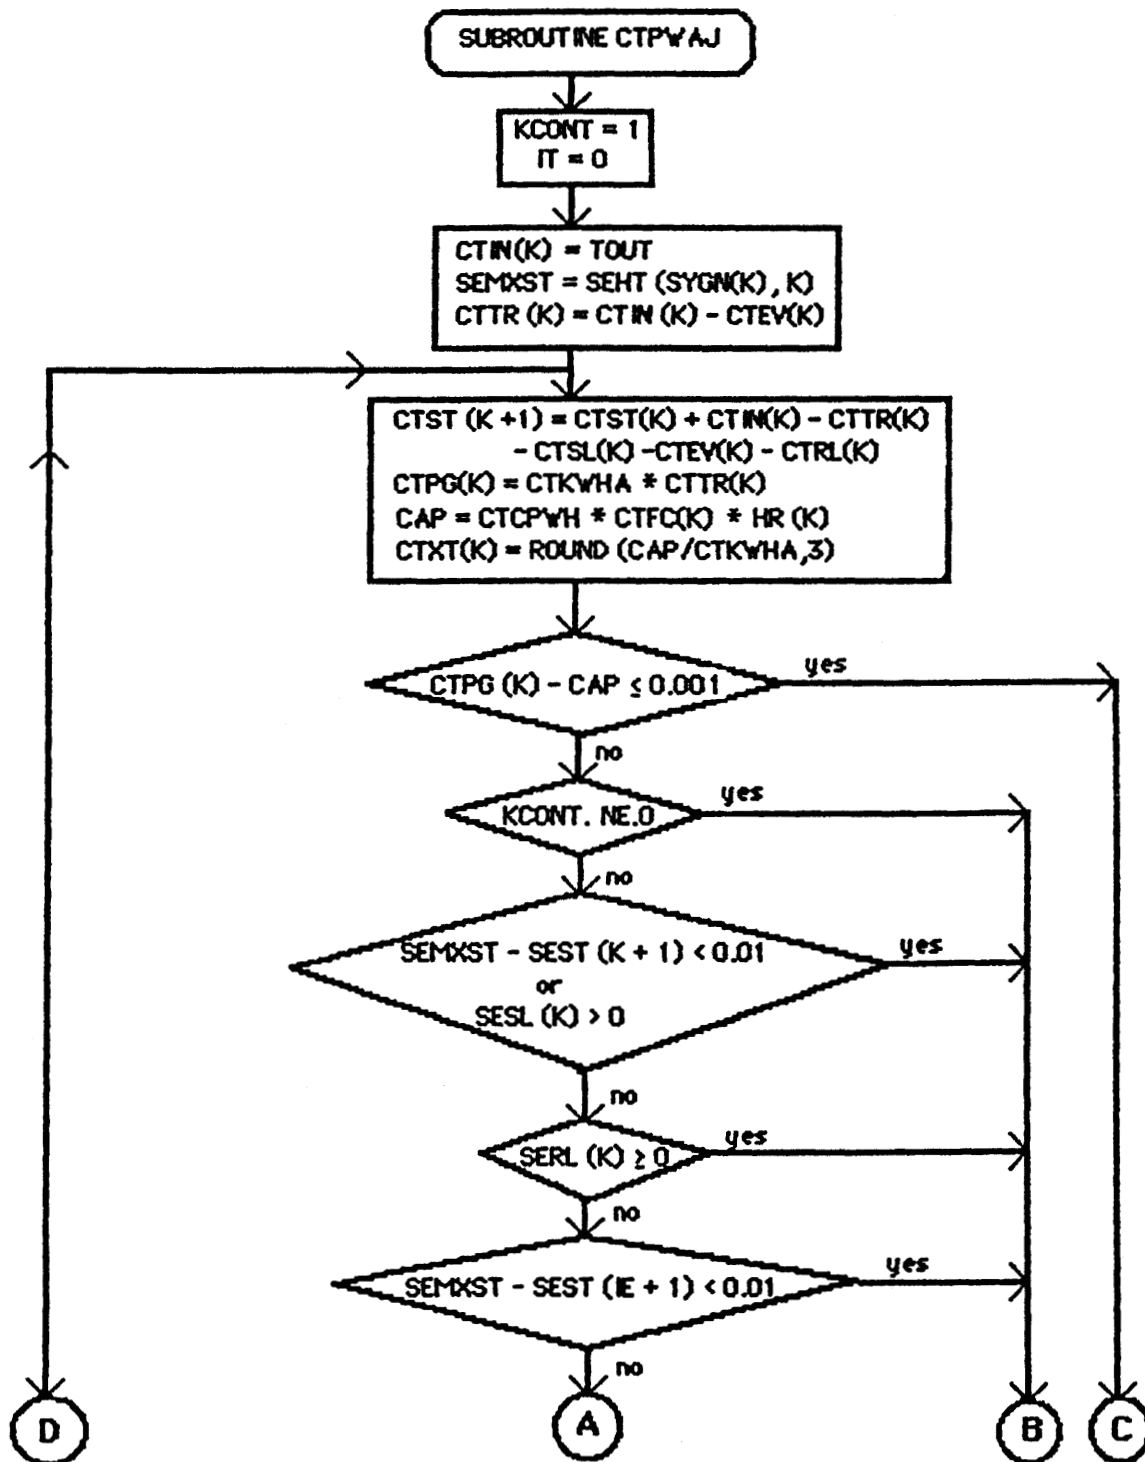 SUBROUTINE CTPWAJ
KCONT = 1
IT = 0
CTIN(K) = TOUT
SEMXST = SEHT (SYGN(K), K)
CTTR (K) = CTIN (K) - CTEV(K)
CTST (K +1) = CTST(K) + CTIN(K) - CTTR(K)
- CTSL(K) - CTEV(K) - CTRL(K)
CTPG(K) = CTKWHA * CTTR(K)
CAP = CTCPWH * CTFC(K) * HR (K)
CTXT(K) = ROUND (CAP/CTKWHA,3)
CTPG (K) - CAP ≤ 0.001
yes
no
KCONT. NE.0
yes
no
SEMXST - SEST (K + 1) < 0.01
or
SESL (K) > 0
yes
no
SERL (K) ≥ 0
yes
no
SEMXST - SEST (IE + 1) < 0.01
yes
no
D
A
B
C